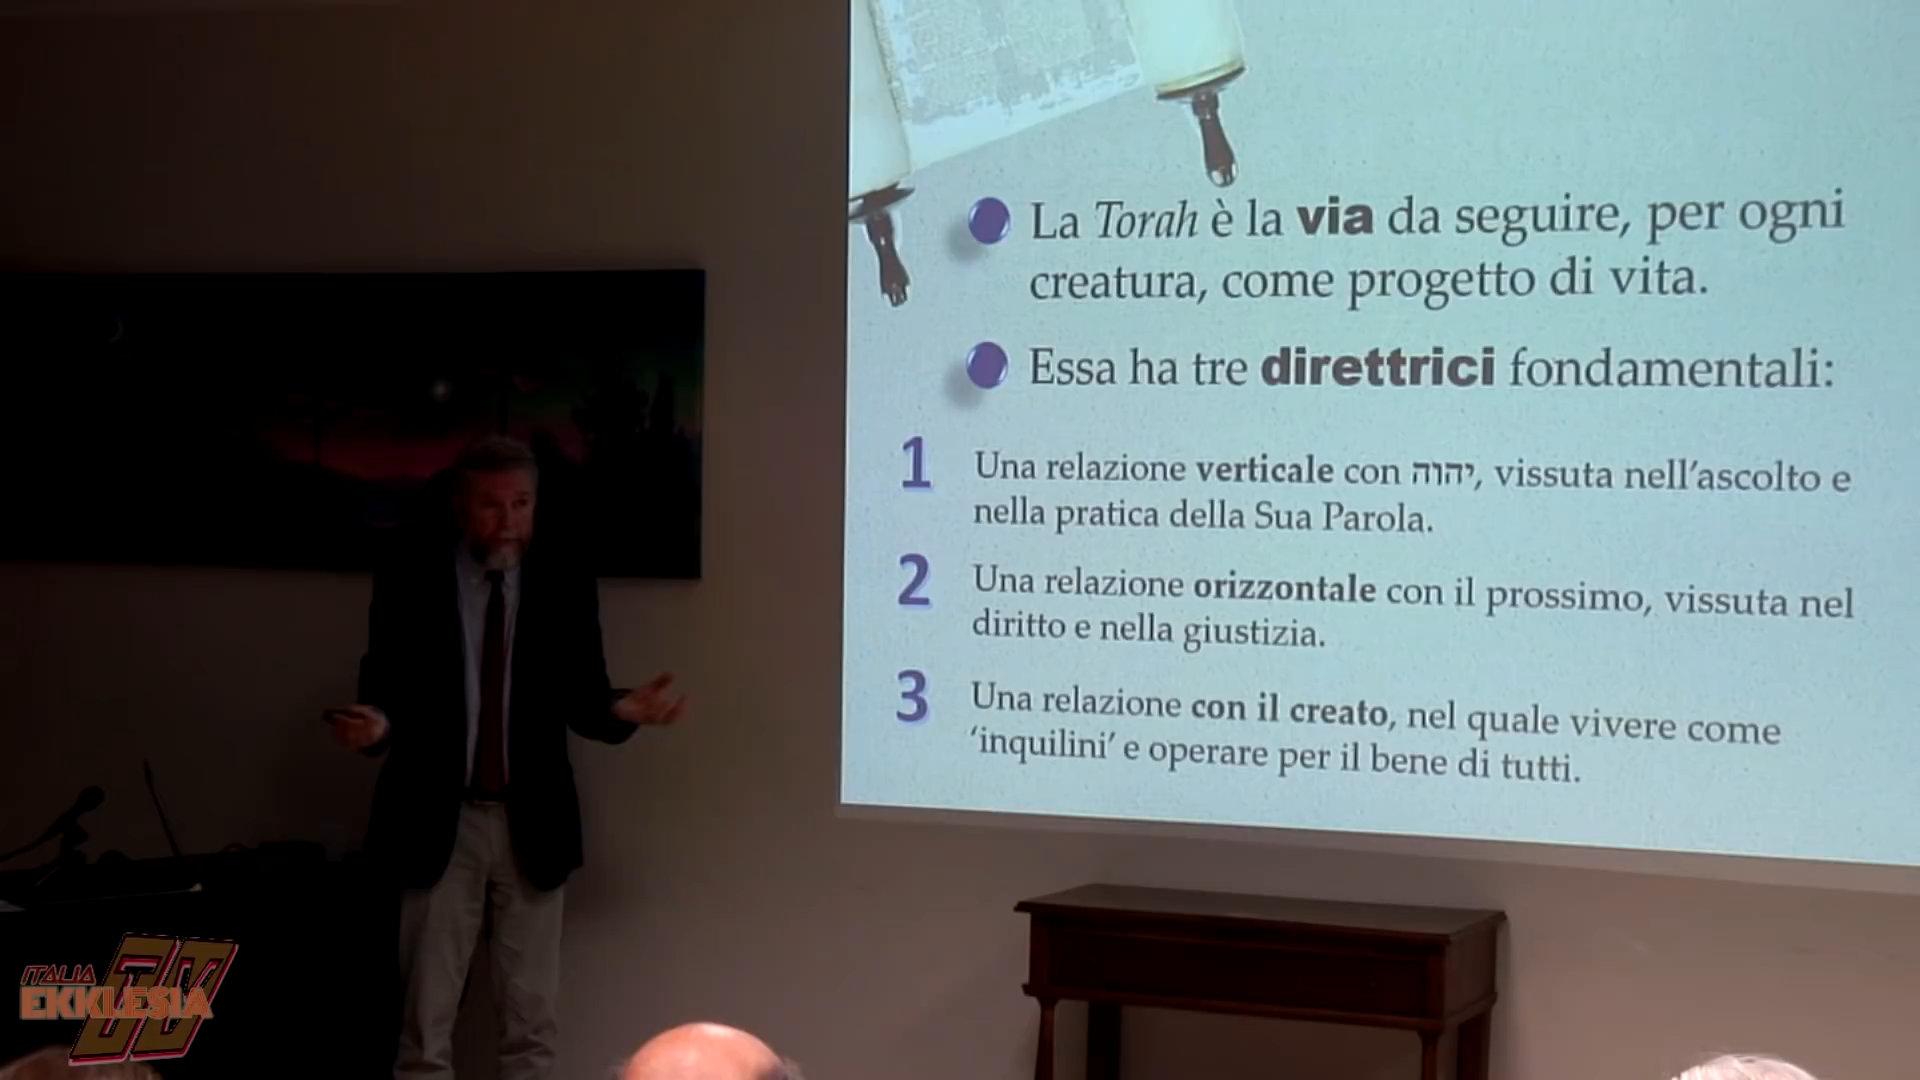 La Torah è la via da seguire, per ogni
creatura, come progetto di vita.
Essa ha tre direttrici fondamentali:
1 Una relazione verticale con יהוה, vissuta nell’ascolto e
nella pratica della Sua Parola.
2 Una relazione orizzontale con il prossimo, vissuta nel
diritto e nella giustizia.
3 Una relazione con il creato, nel quale vivere come
‘inquilini’ e operare per il bene di tutti.
ITALIA
EKKLESIA
TV